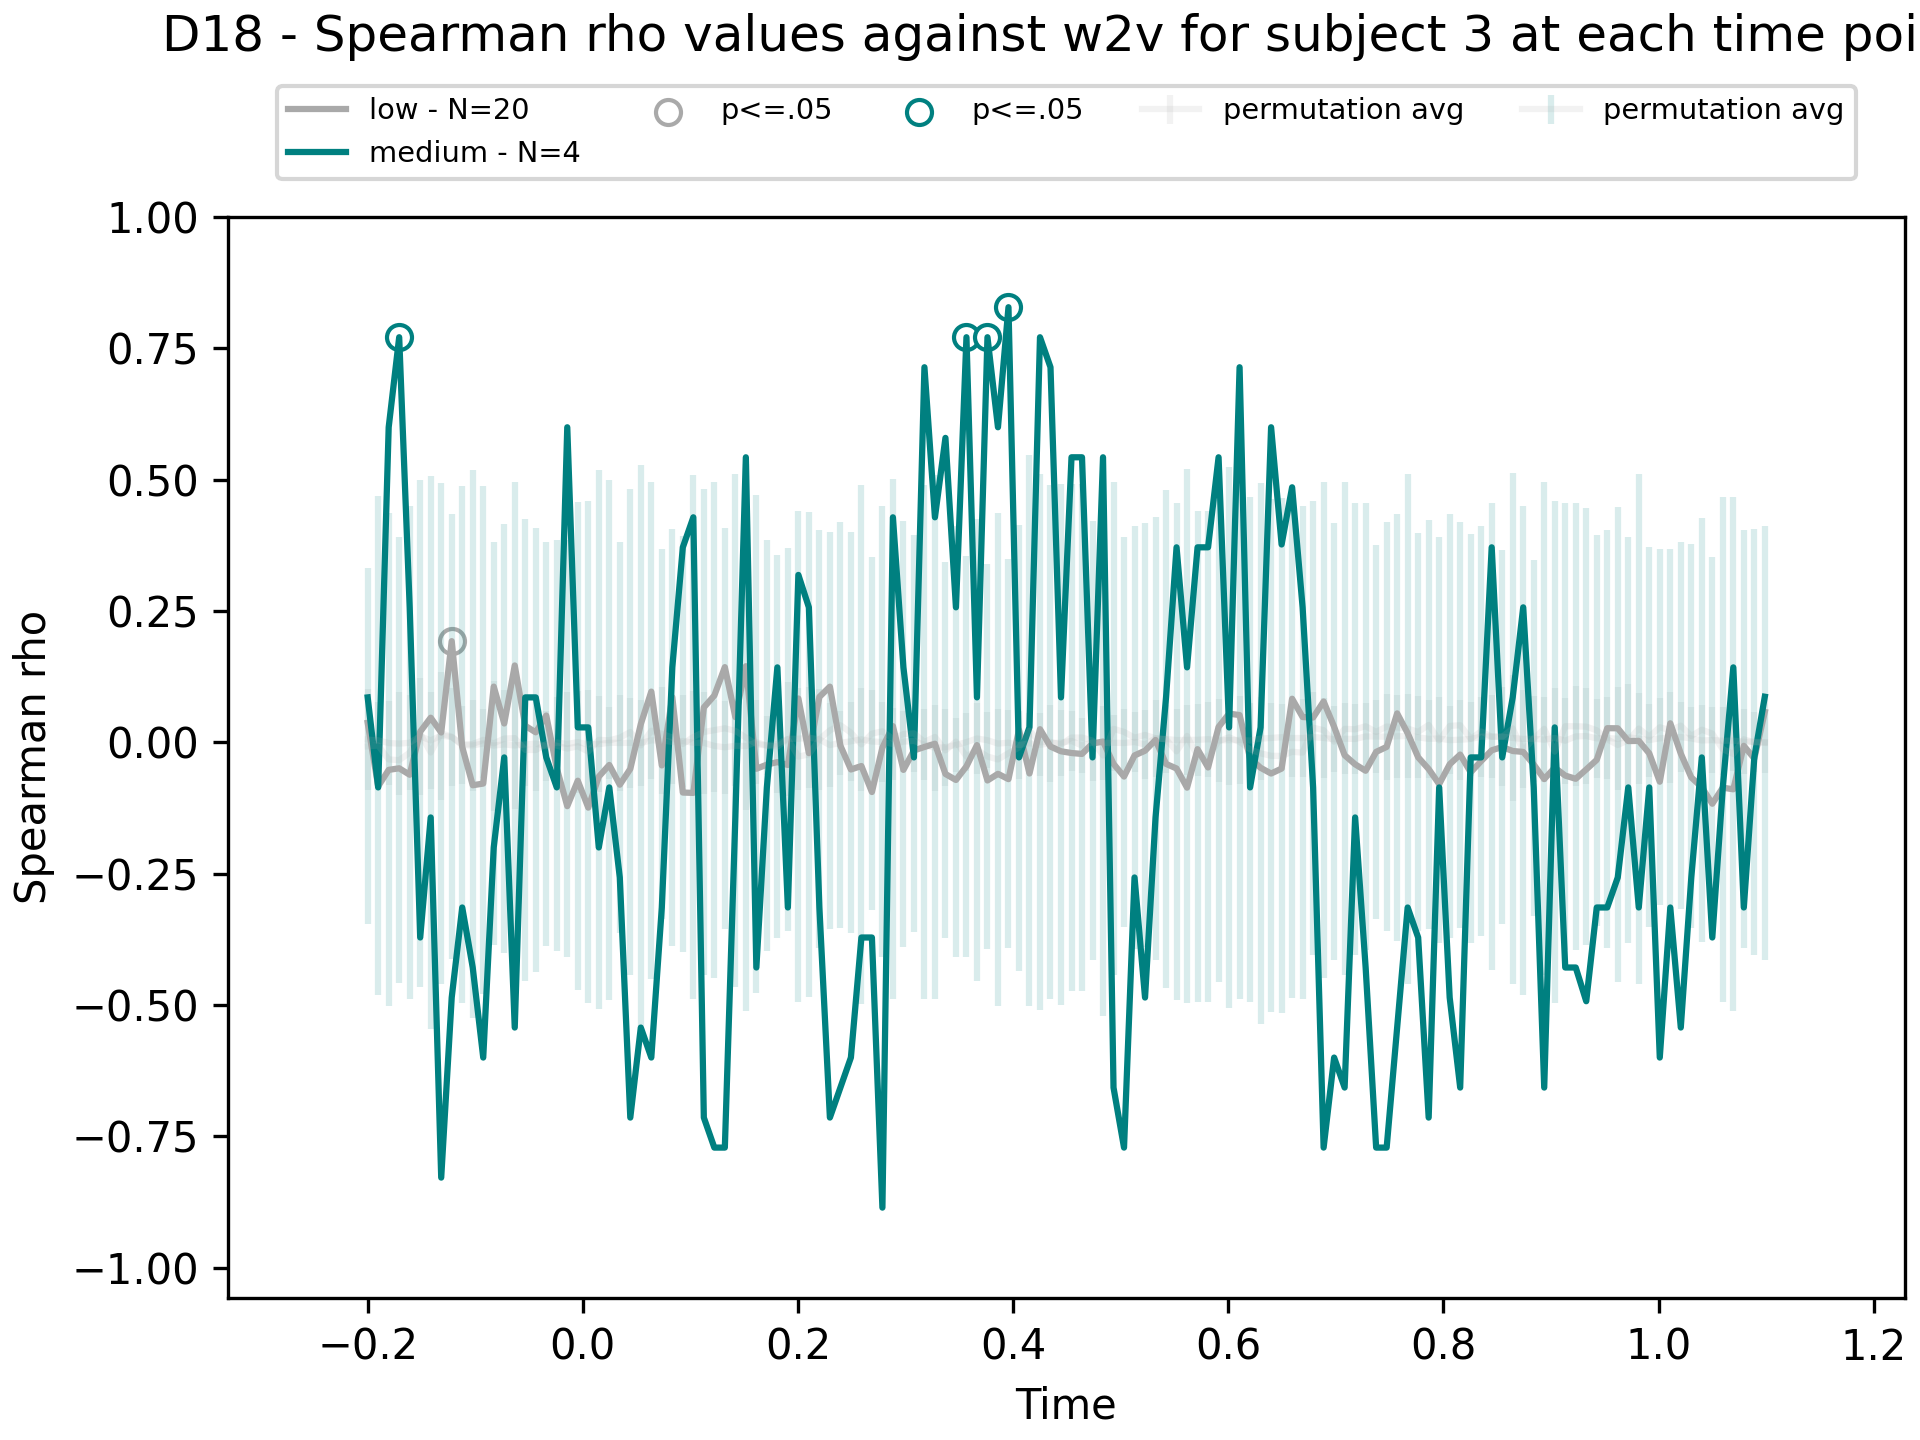 D18 - Spearman rho values against w2v for subject 3 at each time poi
low - N=20
medium - N=4
p<=.05
p<=.05
permutation avg
permutation avg
1.00
0.75
0.50
0.25
0.00
−0.25
−0.50
−0.75
−1.00
Spearman rho
−0.2 0.0 0.2 0.4 0.6 0.8 1.0 1.2
Time